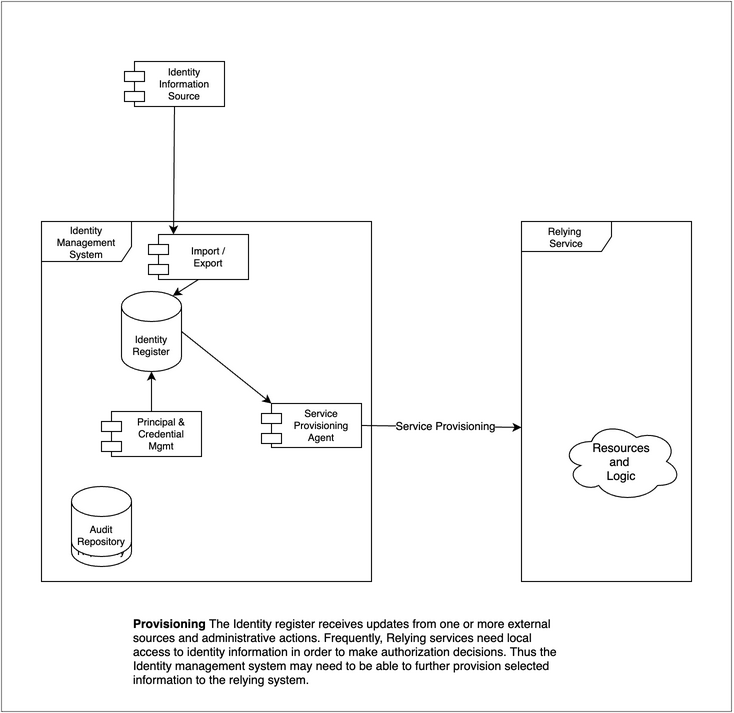 Identity
Information
Source
Identity
Management
System
Import /
Export
Relying
Service
Identity
Register
Principal &
Credential
Mgmt
Service
Provisioning
Agent
Service Provisioning
Resources
and
Logic
Audit
Repository
Provisioning The Identity register receives updates from one or more external
sources and administrative actions. Frequently, Relying services need local
access to identity information in order to make authorization decisions. Thus the
Identity management system may need to be able to further provision selected
information to the relying system.